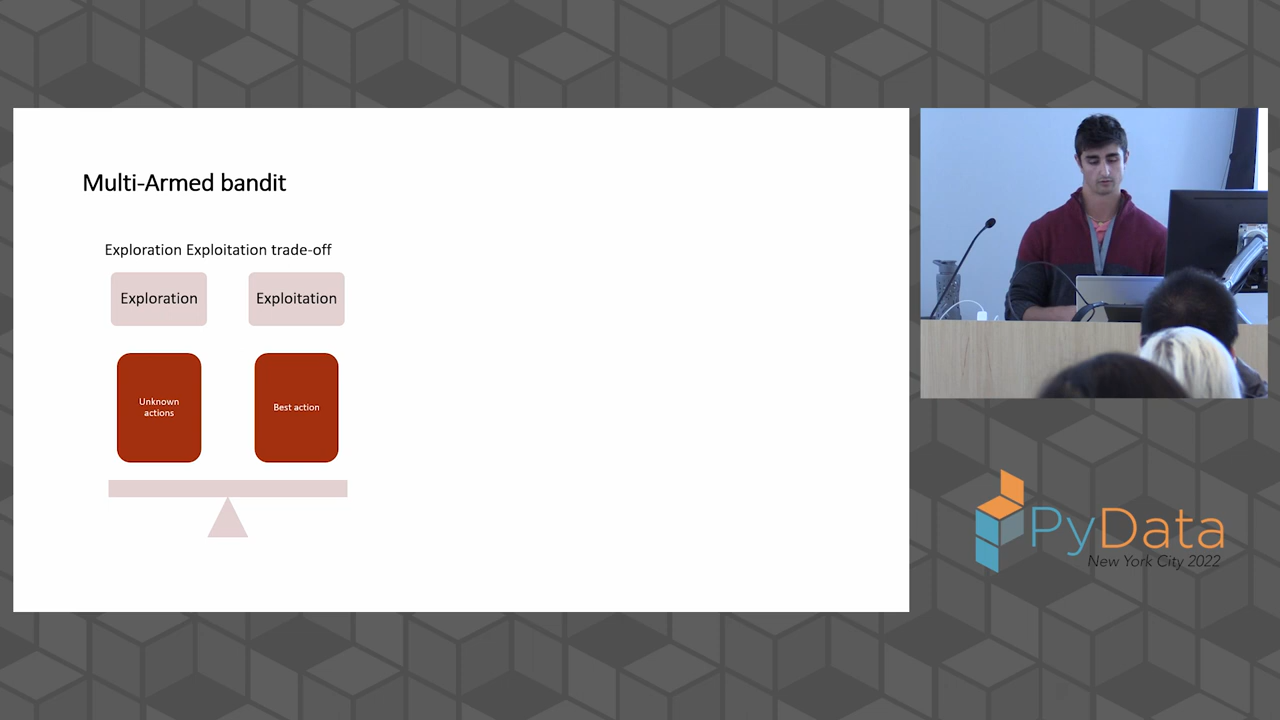 Multi-Armed bandit
Exploration Exploitation trade-off
Exploration
Exploitation
Unknown
actions
Best action
PyData
New York City 2022